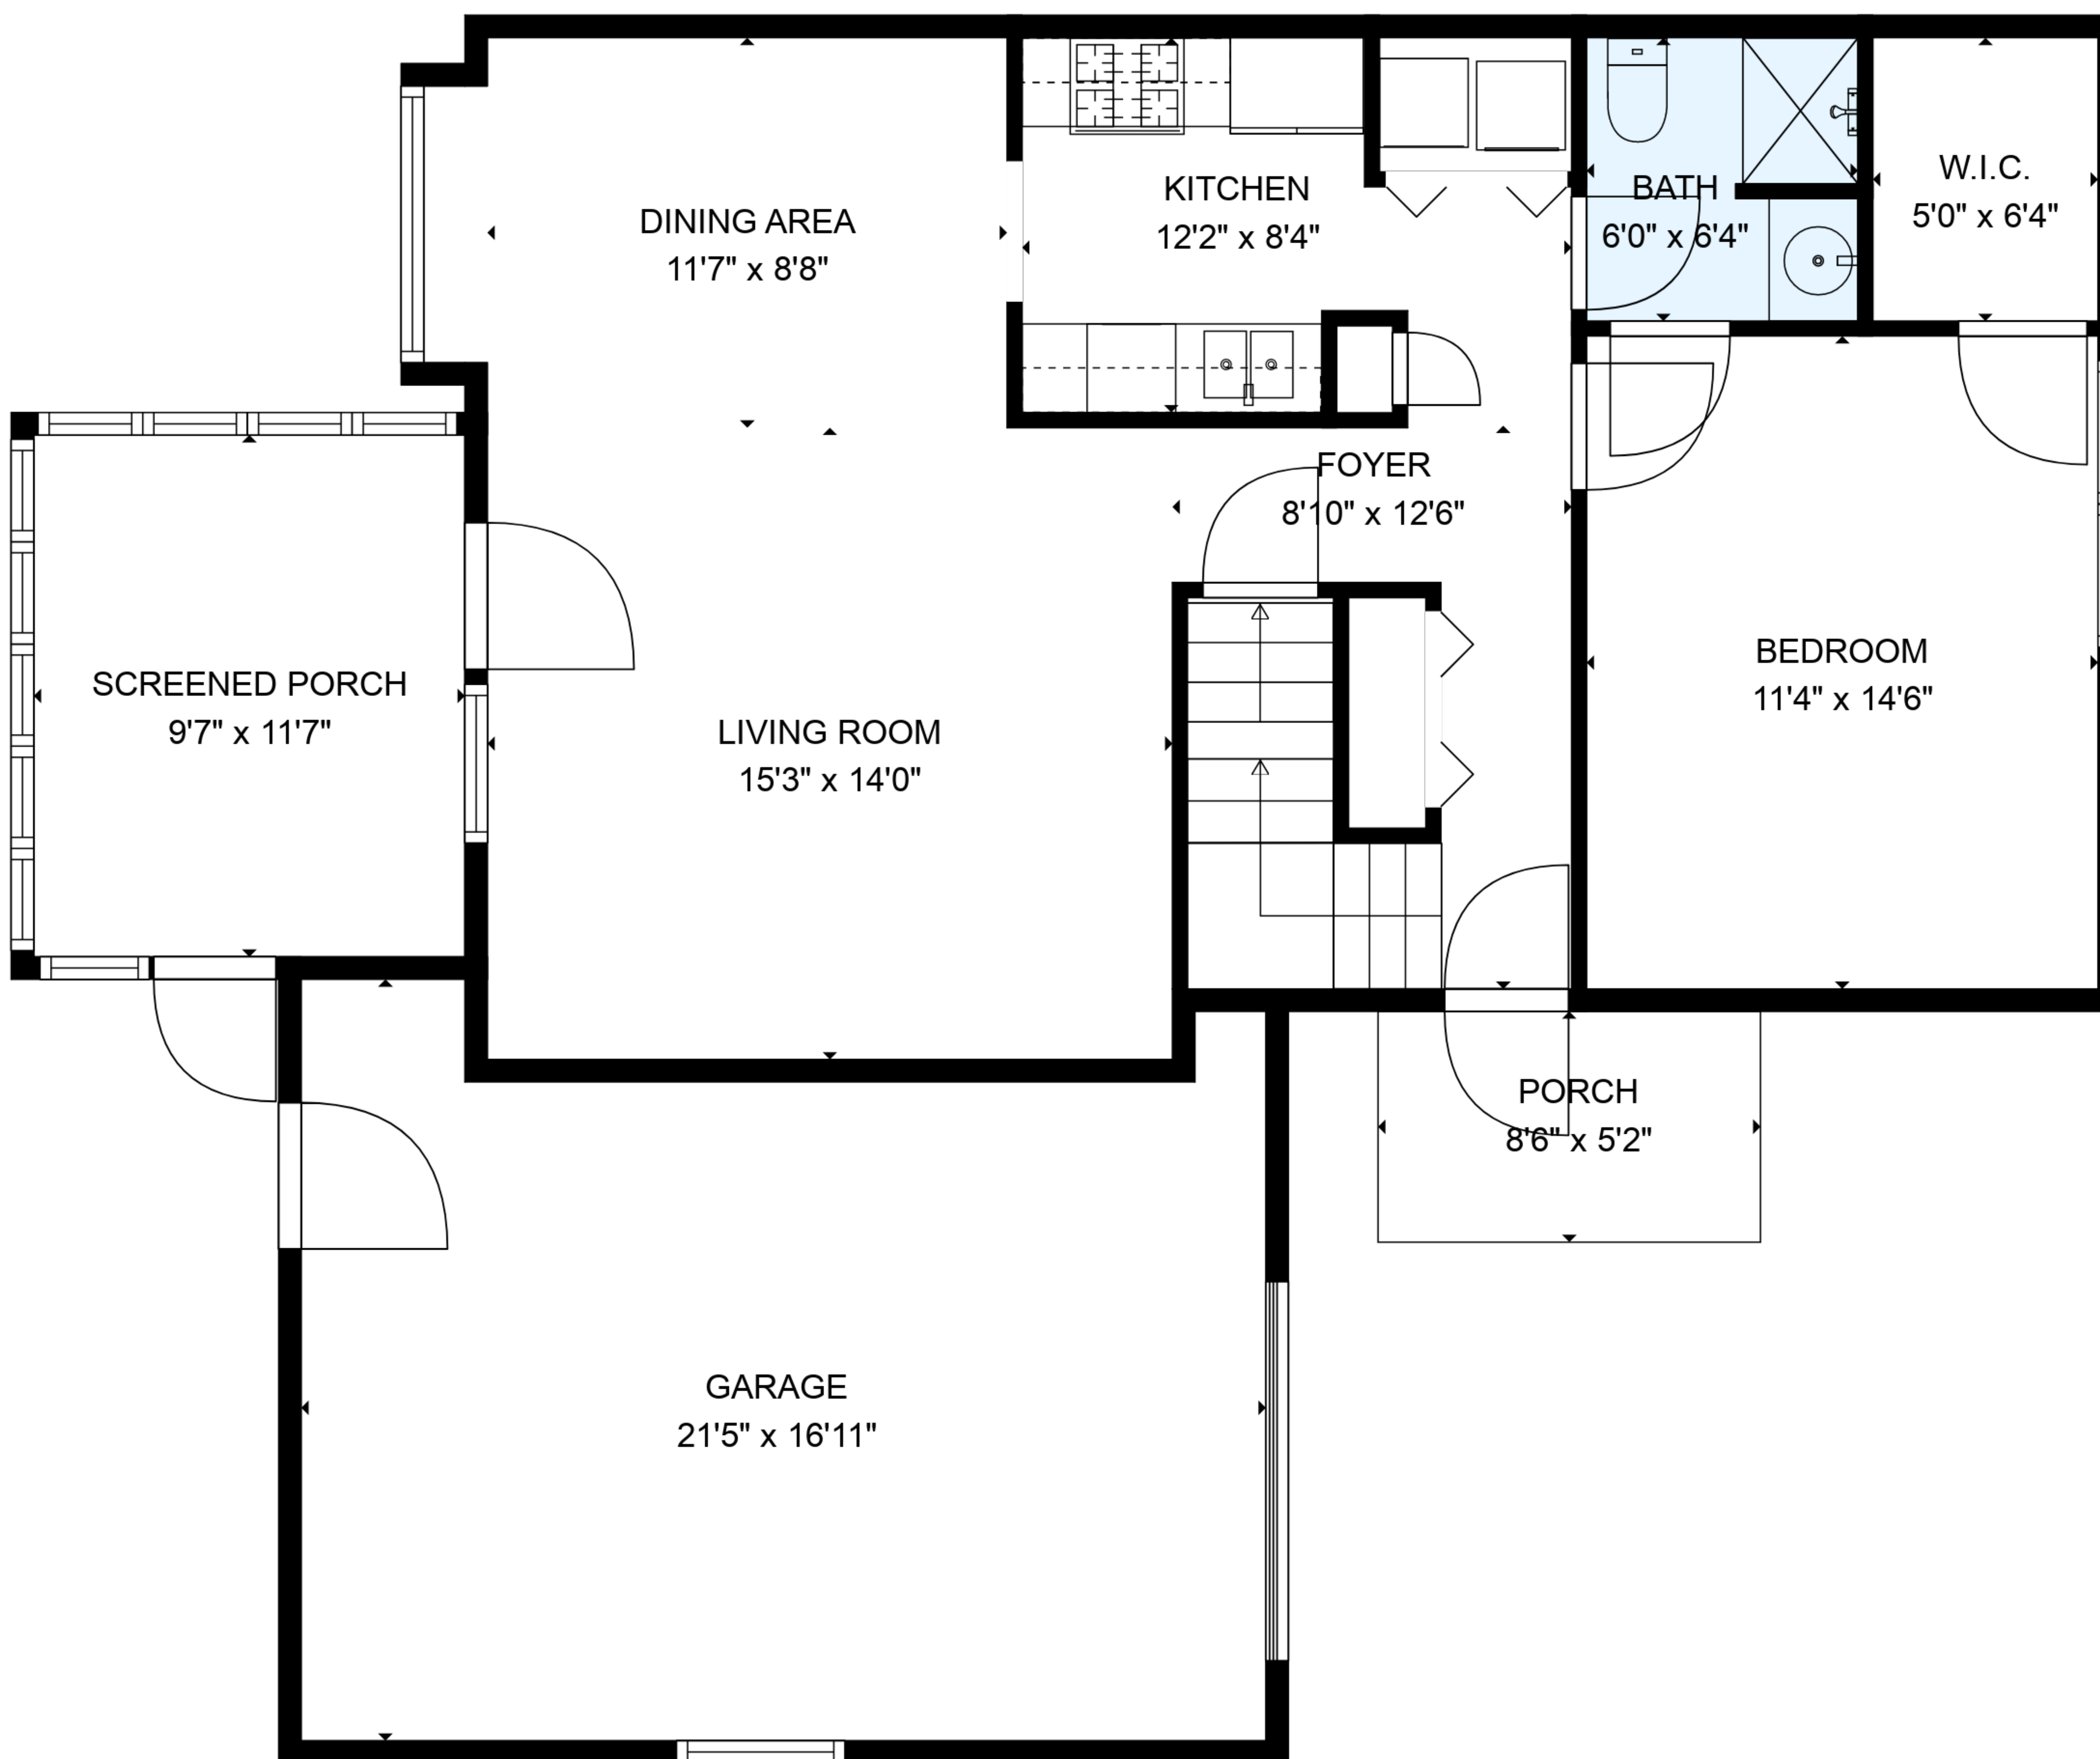 DINING AREA
11'7" x 8'8"
KITCHEN
12'2" x 8'4"
BATH
6'0" x 6'4"
W.I.C.
5'0" x 6'4"
FOYER
8'10" x 12'6"
SCREENED PORCH
9'7" x 11'7"
LIVING ROOM
15'3" x 14'0"
BEDROOM
11'4" x 14'6"
PORCH
8'6" x 5'2"
GARAGE
21'5" x 16'11"